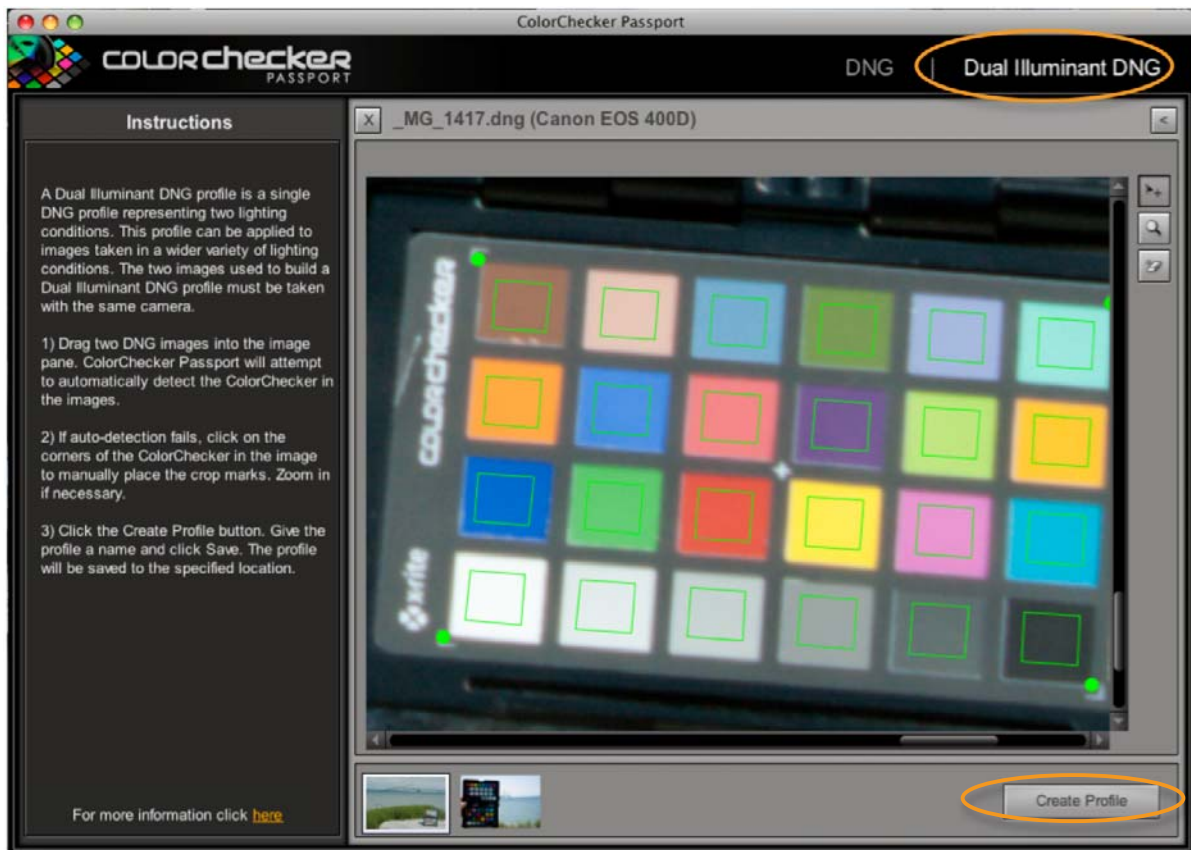 ColorChecker Passport
COLOR checker
PASSPORT
DNG | Dual Illuminant DNG
Instructions
A Dual Illuminant DNG profile is a single
DNG profile representing two lighting
conditions. This profile can be applied to
images taken in a wider variety of lighting
conditions. The two images used to build a
Dual Illuminant DNG profile must be taken
with the same camera.
1) Drag two DNG images into the image
pane. ColorChecker Passport will attempt
to automatically detect the ColorChecker in
the images.
2) If auto-detection fails, click on the
corners of the ColorChecker in the image
to manually place the crop marks. Zoom in
if necessary.
3) Click the Create Profile button. Give the
profile a name and click Save. The profile
will be saved to the specified location.
For more information click here
X _MG_1417.dng (Canon EOS 400D) <
colorchecker
x·rite
Create Profile